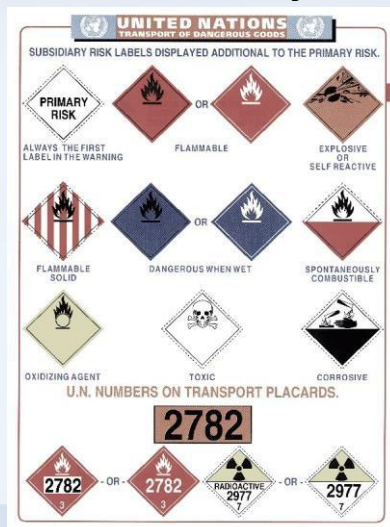 UNITED NATIONS
TRANSPORT OF DANGEROUS GOODS
SUBSIDIARY RISK LABELS DISPLAYED ADDITIONAL TO THE PRIMARY RISK.
PRIMARY
RISK
OR
ALWAYS THE FIRST
LABEL IN THE WARNING
FLAMMABLE
EXPLOSIVE
OR
SELF REACTIVE
OR
FLAMMABLE
SOLID
DANGEROUS WHEN WET
SPONTANEOUSLY
COMBUSTIBLE
OXIDIZING AGENT
TOXIC
CORROSIVE
U.N. NUMBERS ON TRANSPORT PLACARDS.
2782
2782
3
- OR -
2782
3
RADIOACTIVE
2977
7
- OR -
2977
7